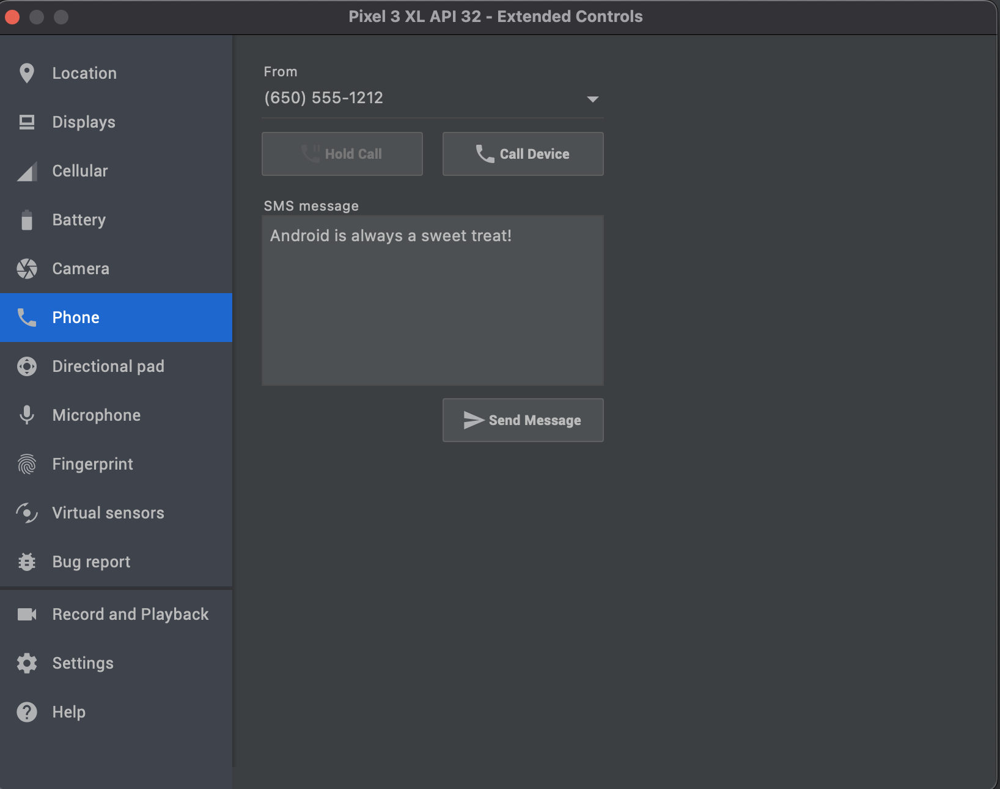 Pixel 3 XL API 32 - Extended Controls
Location
Displays
Cellular
Battery
Camera
Phone
Directional pad
Microphone
Fingerprint
Virtual sensors
Bug report
Record and Playback
Settings
Help
From
(650) 555-1212
Hold Call
Call Device
SMS message
Android is always a sweet treat!
Send Message